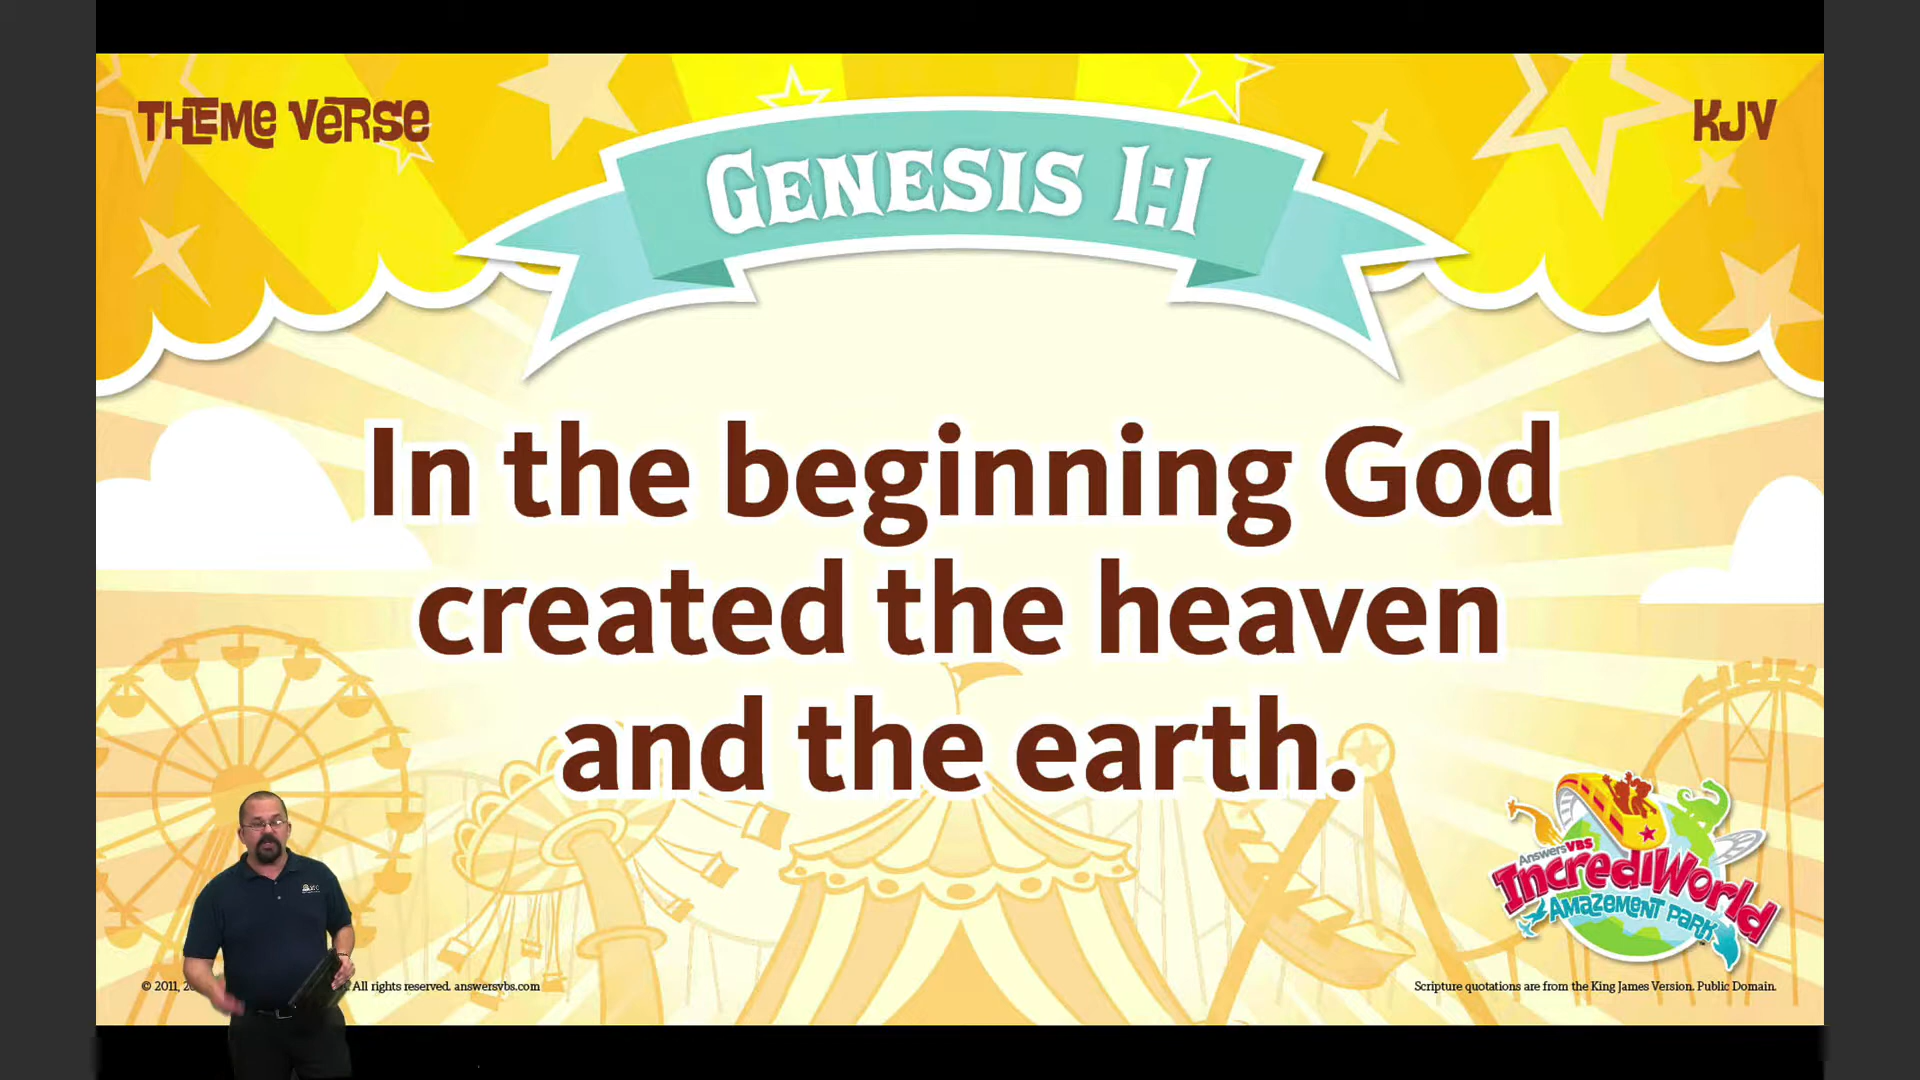 THEME VERSE
KJV
GENESIS 1:1
In the beginning God
created the heaven
and the earth.
AnswersVBS
IncrediWorld
Amazement Park
© 2011,
All rights reserved. answersvbs.com
Scripture quotations are from the King James Version. Public Domain.